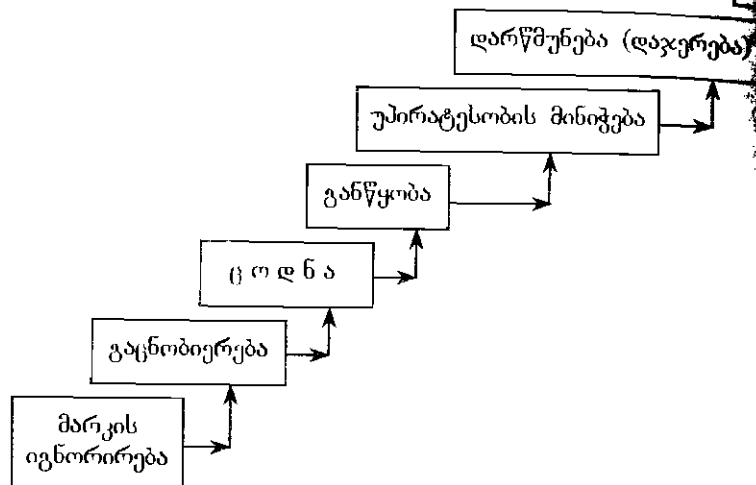 დარწმუნება (დაჯერება)
უპირატესობის მინიჭება
განწყობა
ც ო დ ნ ა
გაცნობიერება
მარკის
იგნორირება